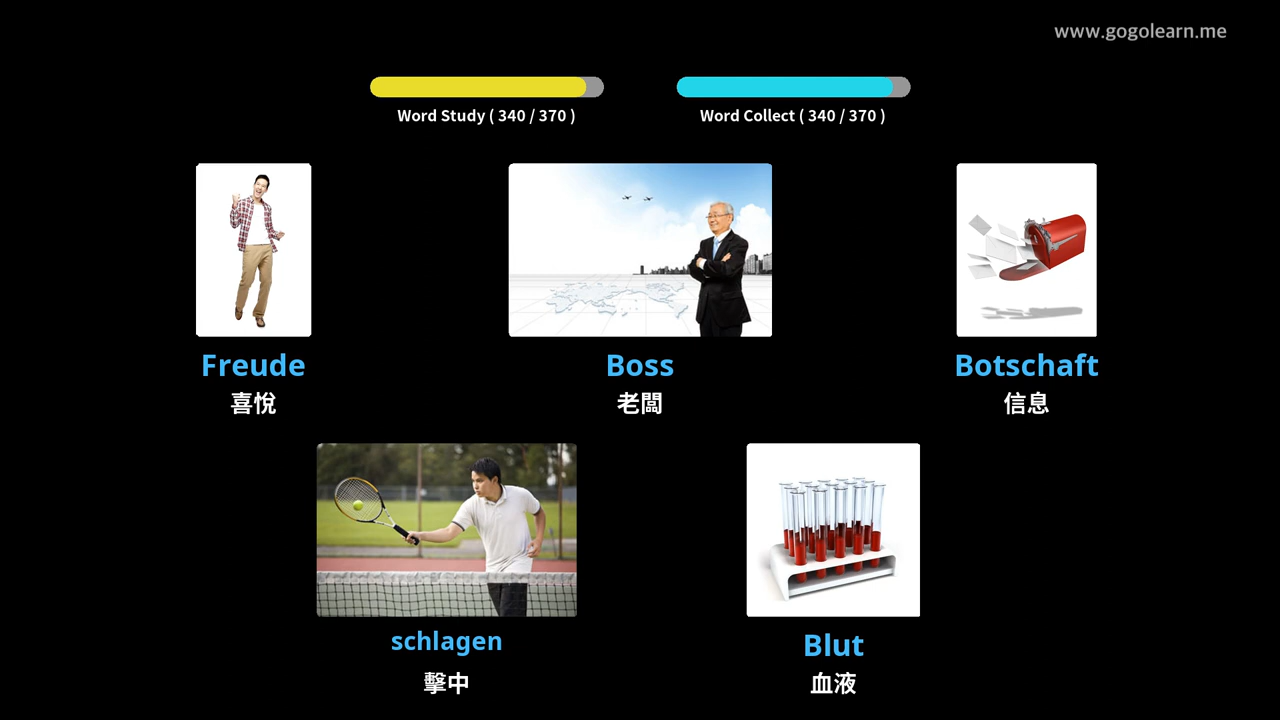 www.gogolearn.me
Word Study ( 340 / 370 )
Word Collect ( 340 / 370 )
Freude
喜悅
Boss
老闆
Botschaft
信息
schlagen
擊中
Blut
血液